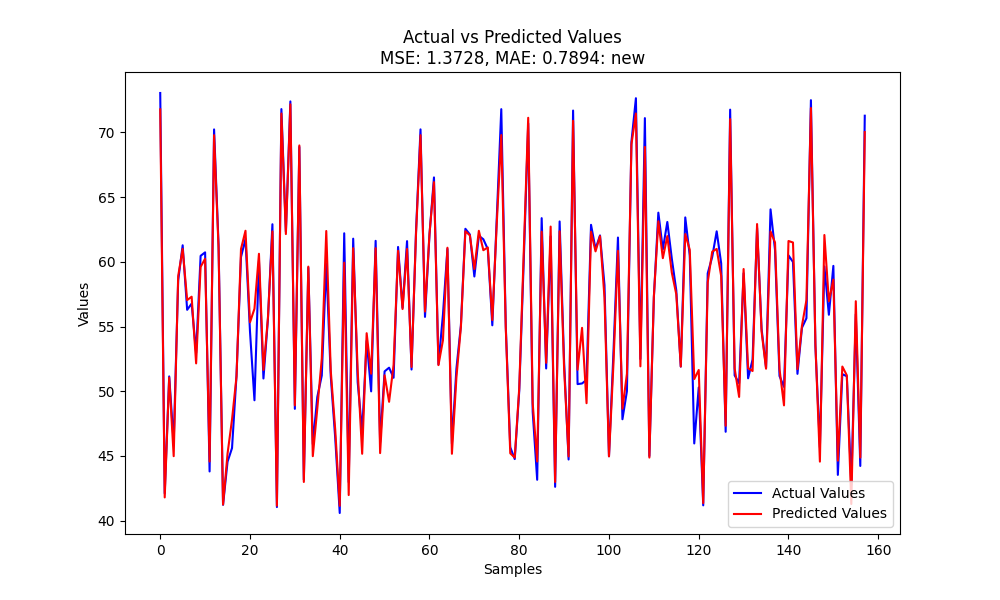 Actual vs Predicted Values
MSE: 1.3728, MAE: 0.7894: new
Values
70
65
60
55
50
45
40
Actual Values
Predicted Values
0 20 40 60 80 100 120 140 160
Samples